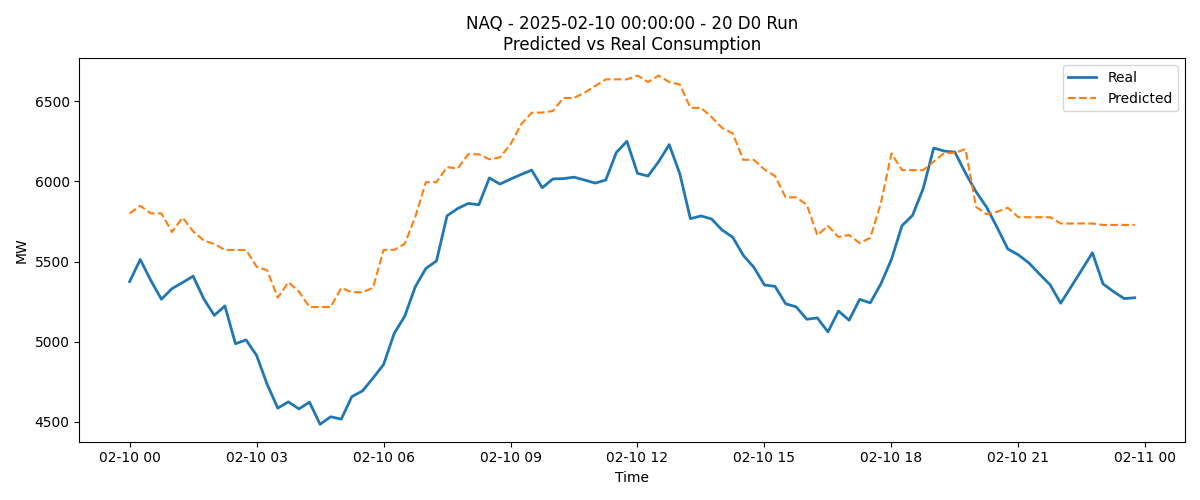 NAQ - 2025-02-10 00:00:00 - 20 D0 Run
Predicted vs Real Consumption
Real
Predicted
6500
6000
5500
5000
4500
MW
02-10 00
02-10 03
02-10 06
02-10 09
02-10 12
02-10 15
02-10 18
02-10 21
02-11 00
Time